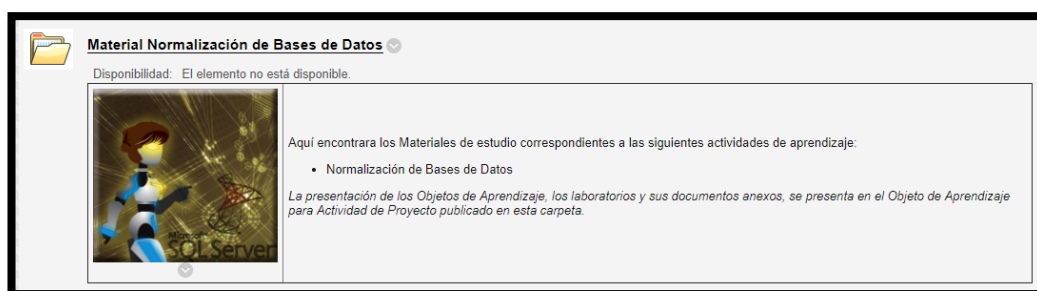 Material Normalización de Bases de Datos
Disponibilidad: El elemento no está disponible.
Aquí encontrara los Materiales de estudio correspondientes a las siguientes actividades de aprendizaje:
• Normalización de Bases de Datos
La presentación de los Objetos de Aprendizaje, los laboratorios y sus documentos anexos, se presenta en el Objeto de Aprendizaje
para Actividad de Proyecto publicado en esta carpeta.
Microsoft
SQL Server